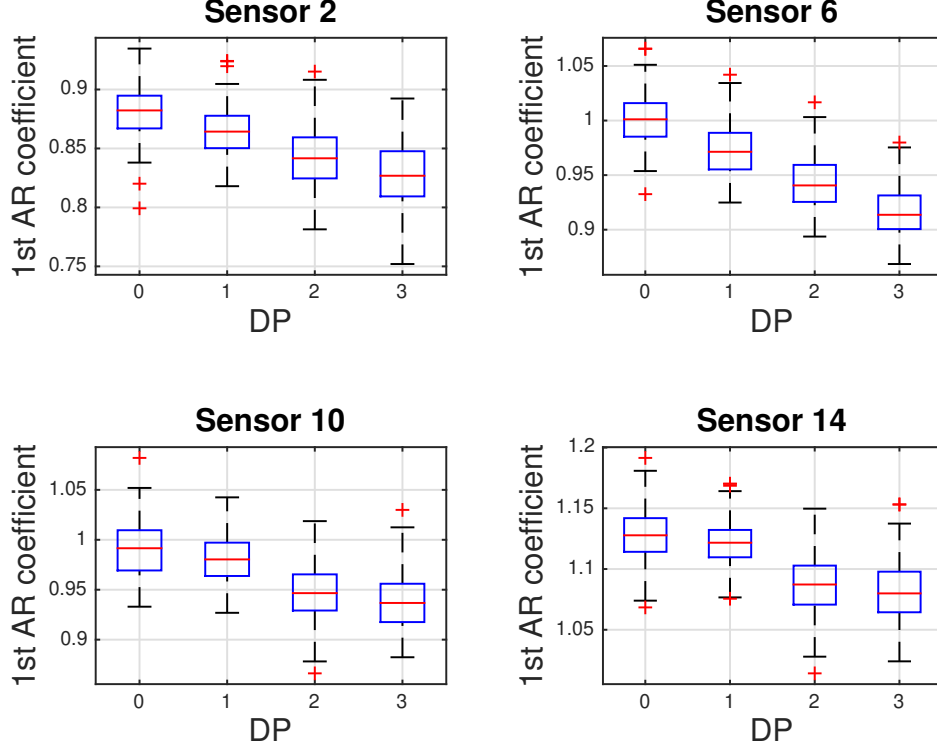 Sensor 2
1st AR coefficient
0.9
0.85
0.8
0.75
0 1 2 3
DP
Sensor 6
1st AR coefficient
1.05
1
0.95
0.9
0 1 2 3
DP
Sensor 10
1st AR coefficient
1.05
1
0.95
0.9
0 1 2 3
DP
Sensor 14
1st AR coefficient
1.2
1.15
1.1
1.05
0 1 2 3
DP